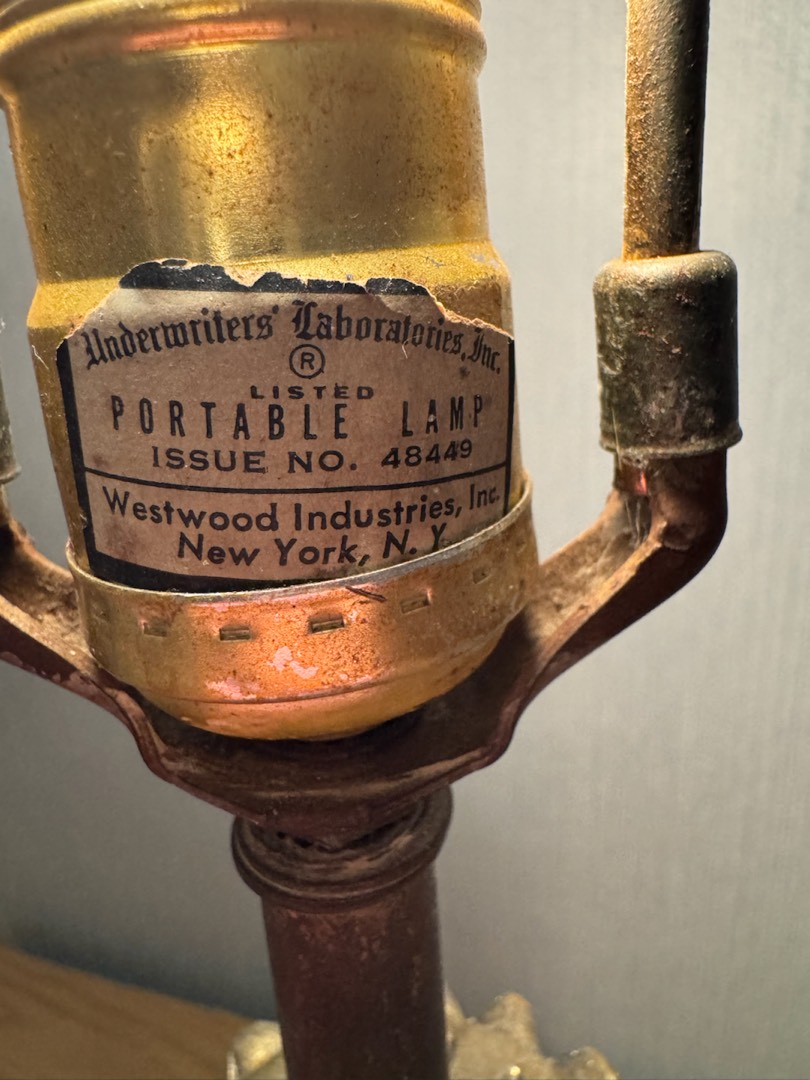 Underwriters' Laboratories, Inc.
®
LISTED
PORTABLE LAMP
ISSUE NO. 48449
Westwood Industries, Inc.
New York, N. Y.